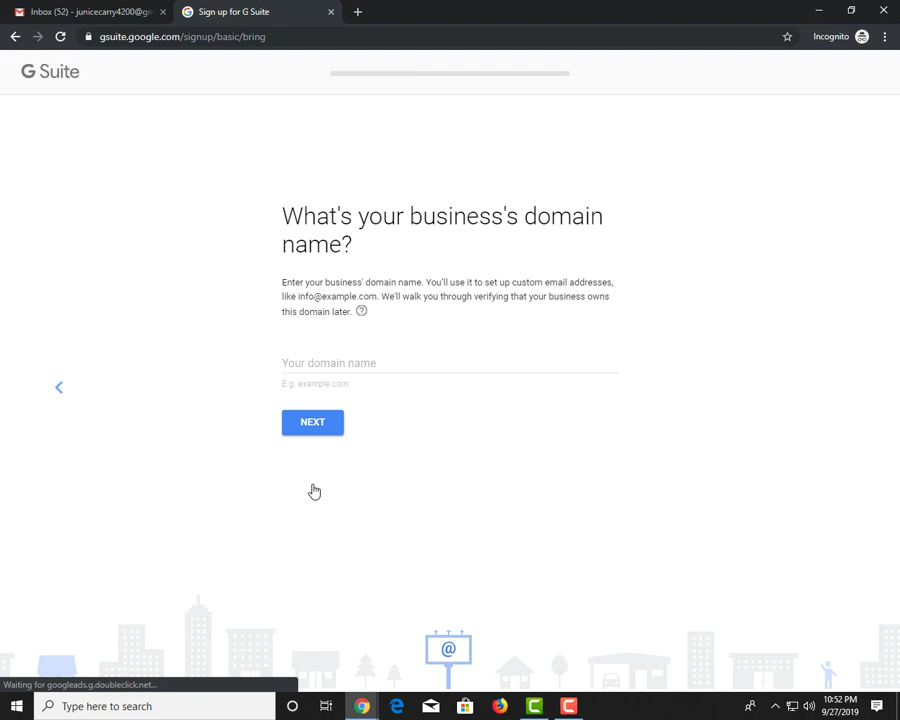 Inbox (52) - junicecarry4200@gm
Sign up for G Suite
gsuite.google.com/signup/basic/bring
Incognito
G Suite
What's your business's domain
name?
Enter your business' domain name. You'll use it to set up custom email addresses,
like info@example.com. We'll walk you through verifying that your business owns
this domain later.
Your domain name
E.g. example.com
NEXT
@
Waiting for googleads.g.doubleclick.net...
Type here to search
10:52 PM
9/27/2019